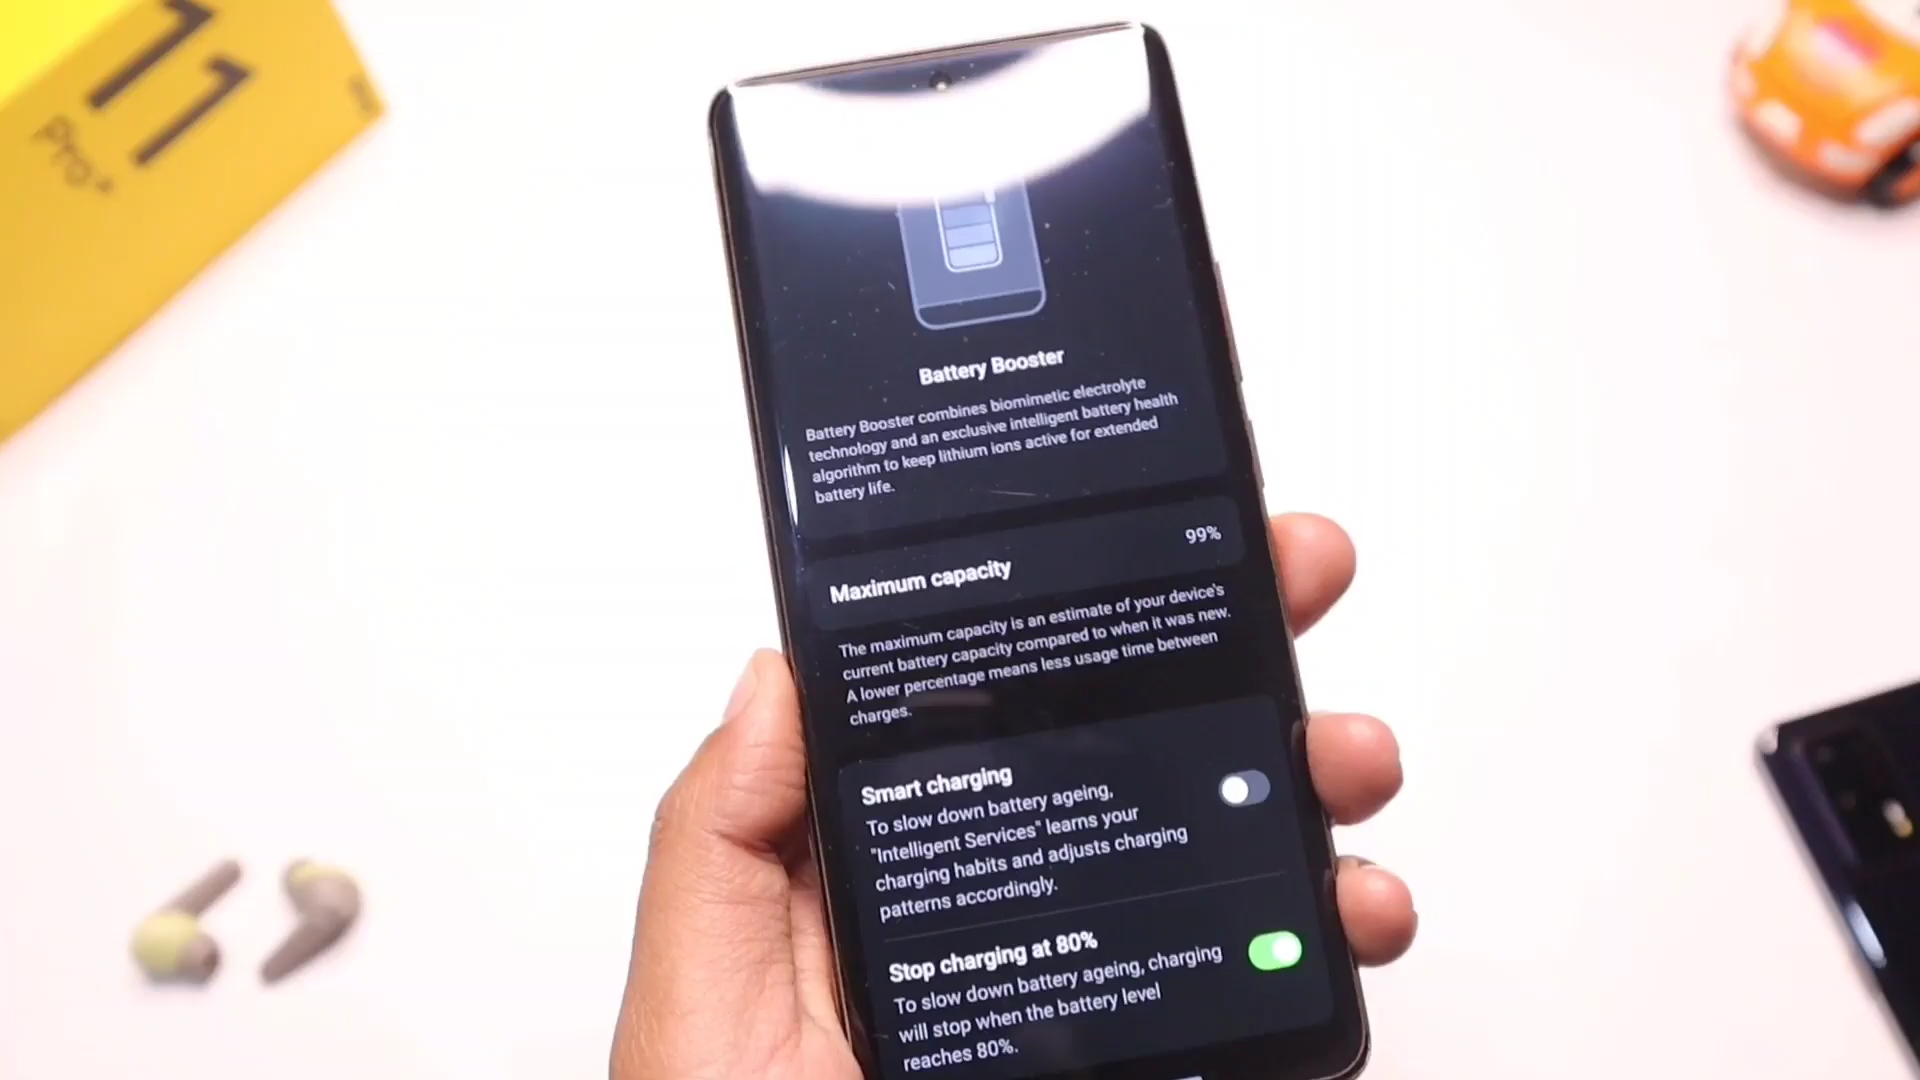 11
Pro+
Battery Booster
Battery Booster combines biomimetic electrolyte
technology and an exclusive intelligent battery health
algorithm to keep lithium ions active for extended
battery life.
Maximum capacity 99%
The maximum capacity is an estimate of your device's
current battery capacity compared to when it was new.
A lower percentage means less usage time between
charges.
Smart charging
To slow down battery ageing,
"Intelligent Services" learns your
charging habits and adjusts charging
patterns accordingly.
Stop charging at 80%
To slow down battery ageing, charging
will stop when the battery level
reaches 80%.